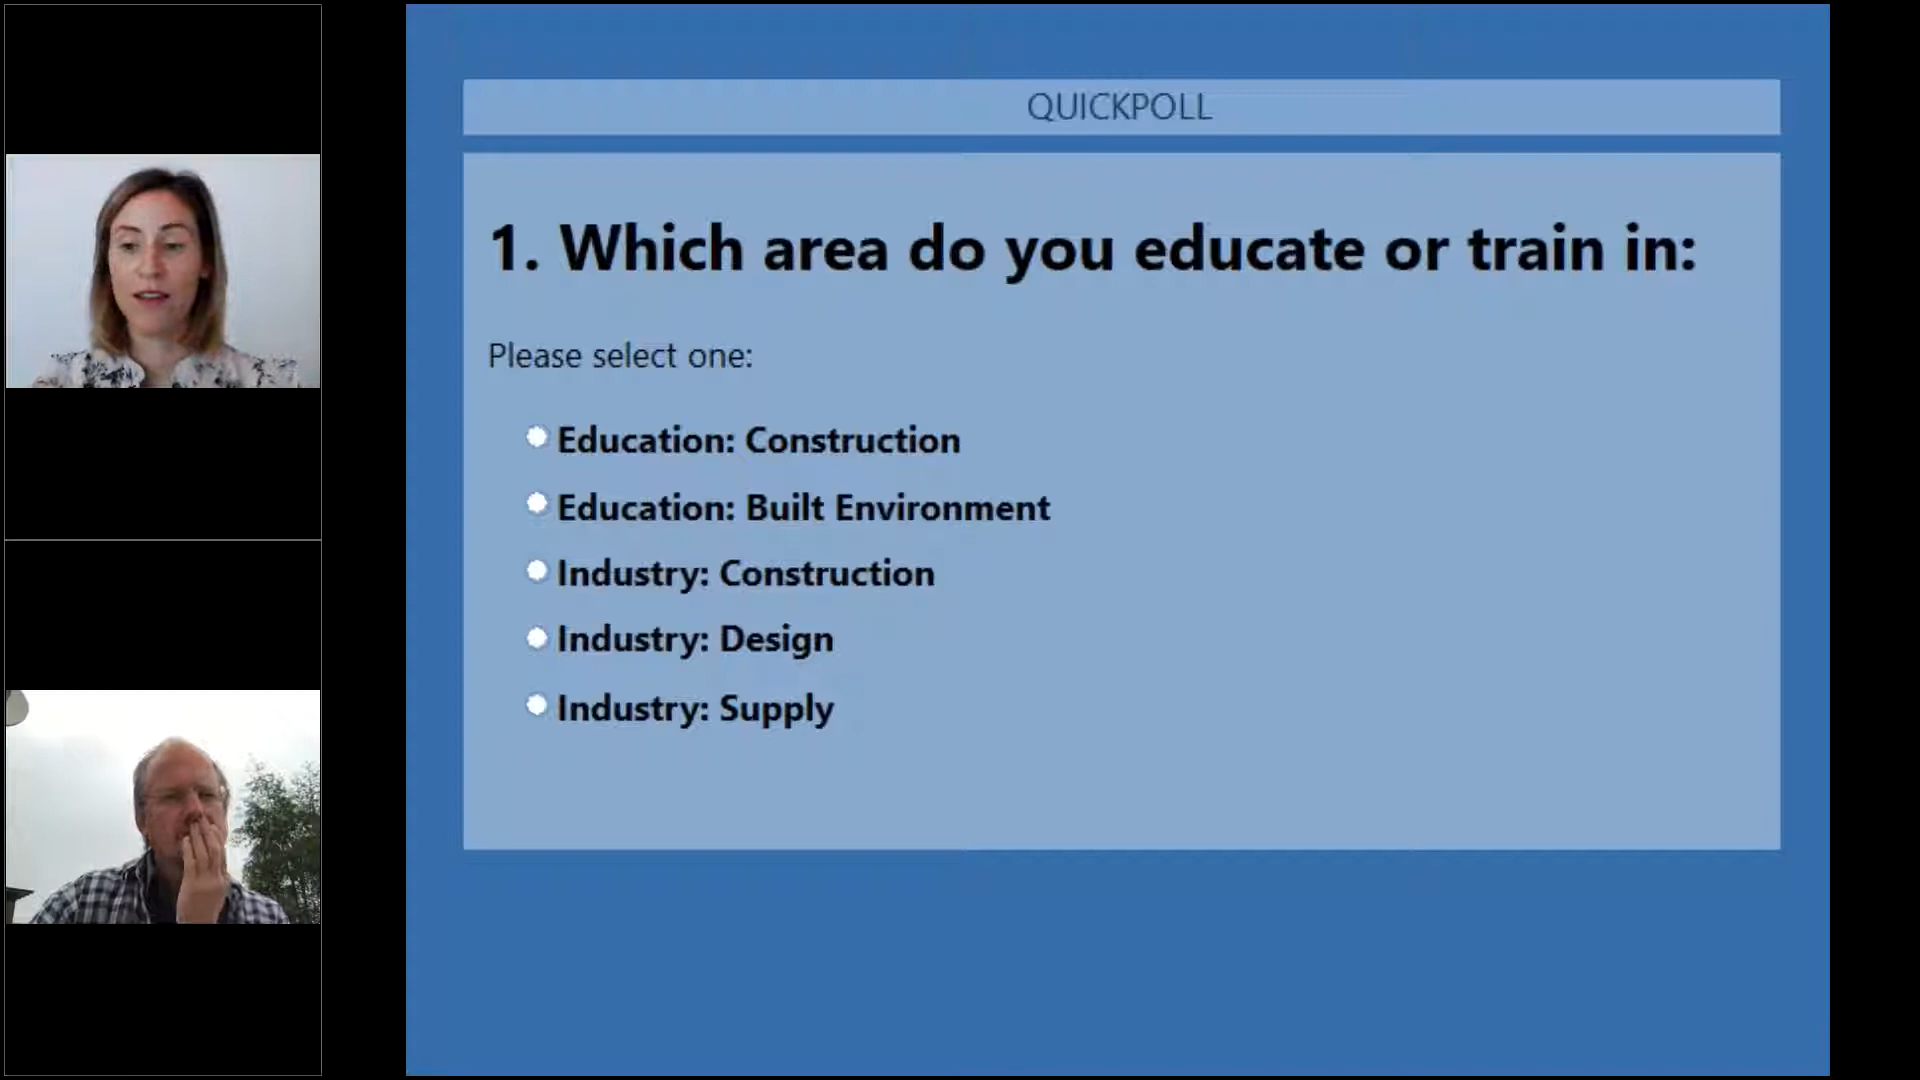 QUICKPOLL
1. Which area do you educate or train in:
Please select one:
Education: Construction
Education: Built Environment
Industry: Construction
Industry: Design
Industry: Supply